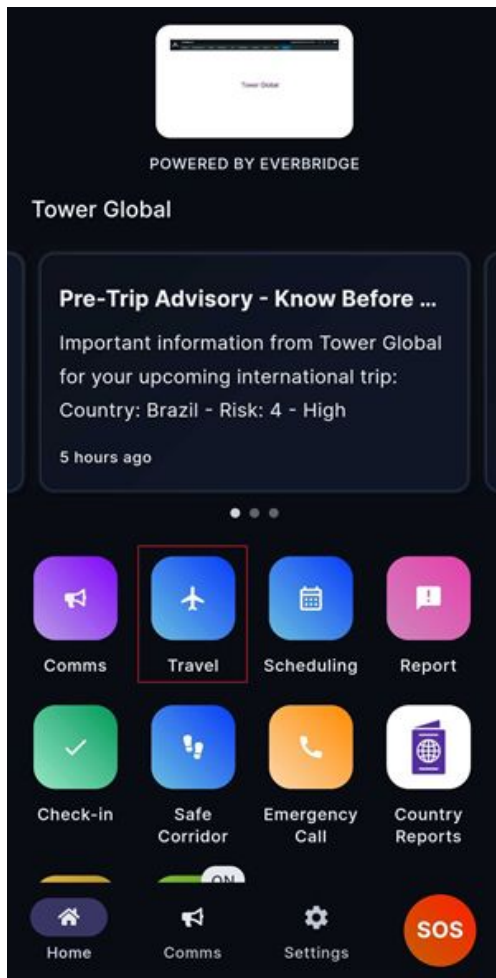 Tower Global
POWERED BY EVERBRIDGE
Tower Global
Pre-Trip Advisory - Know Before ...
Important information from Tower Global
for your upcoming international trip:
Country: Brazil - Risk: 4 - High
5 hours ago
Comms
Travel
Scheduling
Report
Check-in
Safe
Corridor
Emergency
Call
Country
Reports
ON
Home
Comms
Settings
SOS